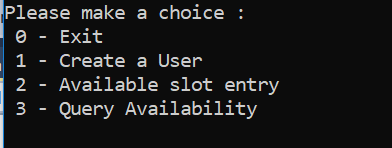 Please make a choice :
0 - Exit
1 - Create a User
2 - Available slot entry
3 - Query Availability